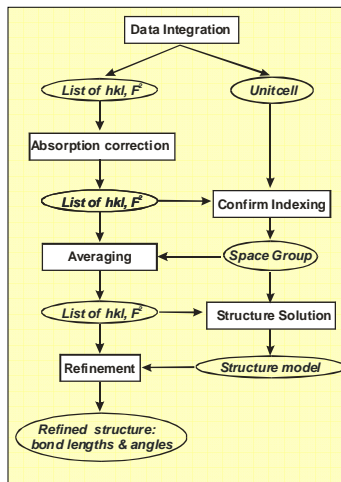 Data Integration
List of hkl, F²
Unitcell
Absorption correction
List of hkl, F²
Confirm Indexing
Averaging
Space Group
List of hkl, F²
Structure Solution
Refinement
Structure model
Refined structure:
bond lengths & angles